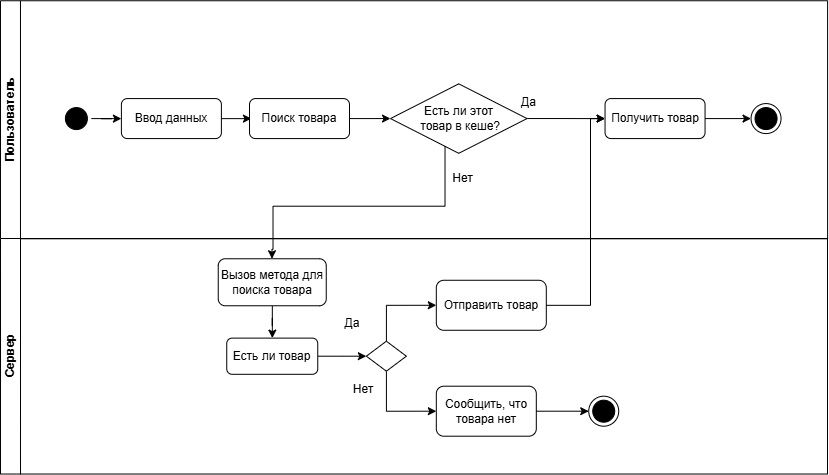 Пользователь
Ввод данных
Поиск товара
Есть ли этот
товар в кеше?
Да
Получить товар
Нет
Сервер
Вызов метода для
поиска товара
Есть ли товар
Да
Отправить товар
Нет
Сообщить, что
товара нет